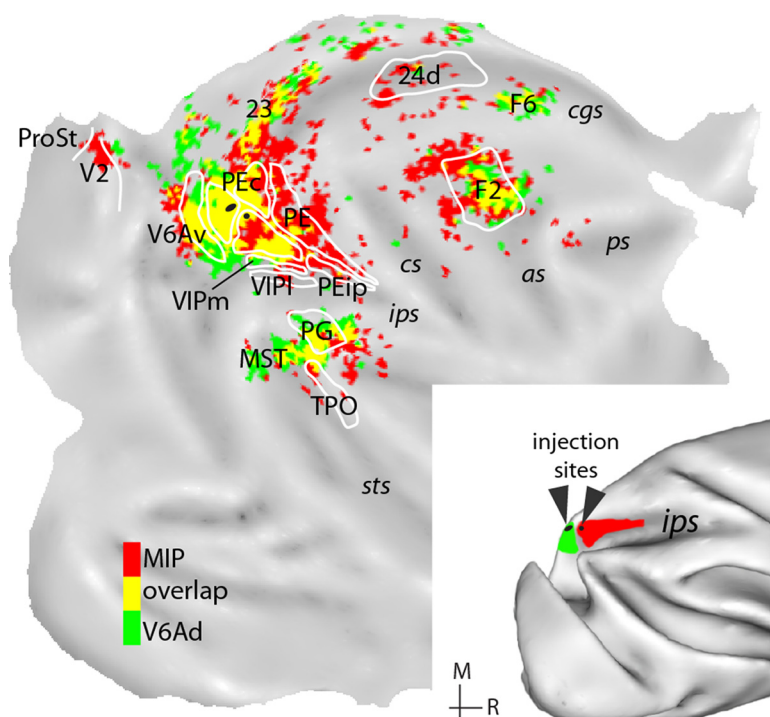 24d
F6
cgs
23
ProSt
V2
PEc
F2
PE
V6Av
ps
cs
as
VIPm
VIPl
PEip
ips
PG
MST
TPO
sts
MIP
overlap
V6Ad
injection
sites
ips
M
R